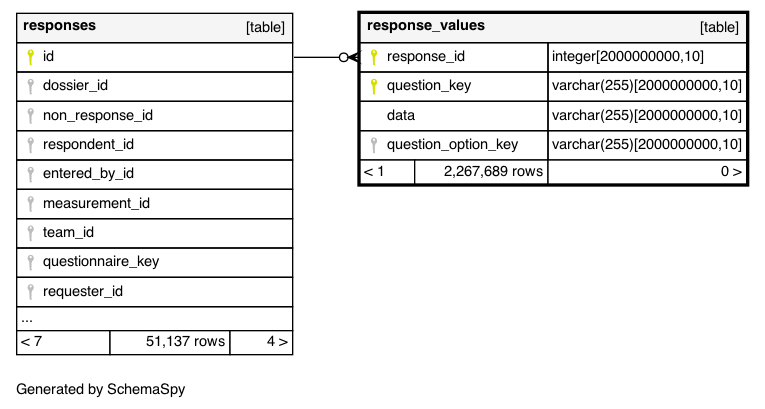 responses [table]
id
dossier_id
non_response_id
respondent_id
entered_by_id
measurement_id
team_id
questionnaire_key
requester_id
...
< 7 51,137 rows 4 >
response_values [table]
response_id integer[2000000000,10]
question_key varchar(255)[2000000000,10]
data varchar(255)[2000000000,10]
question_option_key varchar(255)[2000000000,10]
< 1 2,267,689 rows 0 >
Generated by SchemaSpy